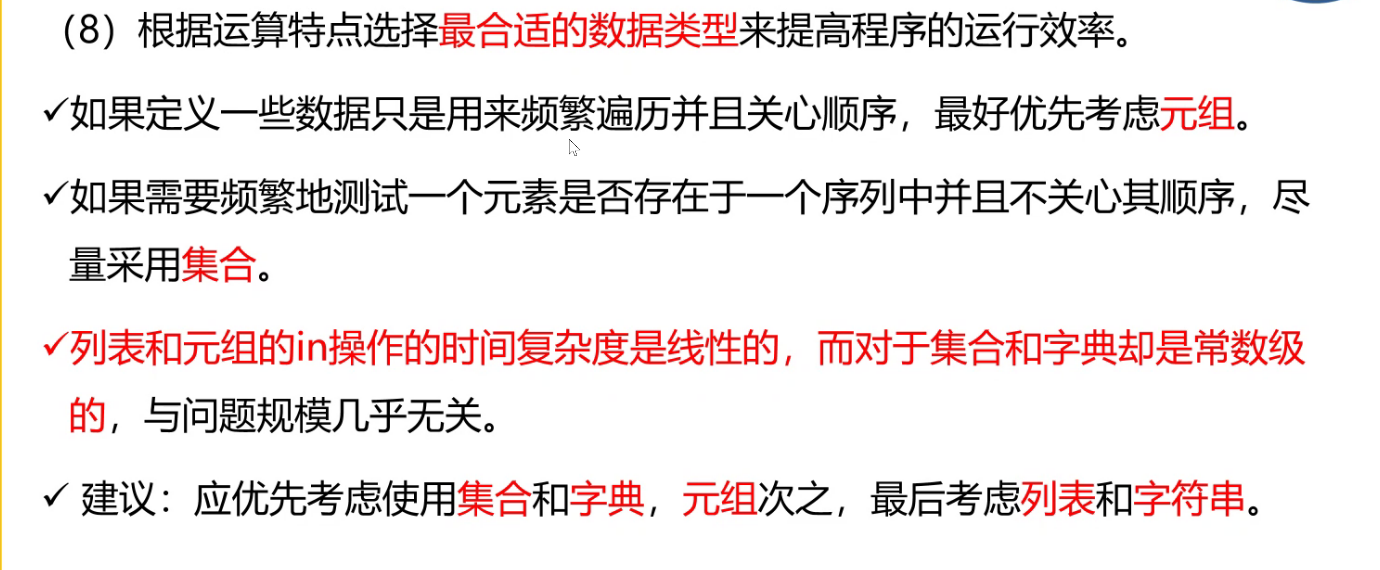 （8）根据运算特点选择最合适的数据类型来提高程序的运行效率。
✓如果定义一些数据只是用来频繁遍历并且关心顺序，最好优先考虑元组。
✓如果需要频繁地测试一个元素是否存在于一个序列中并且不关心其顺序，尽
量采用集合。
✓列表和元组的in操作的时间复杂度是线性的，而对于集合和字典却是常数级
的，与问题规模几乎无关。
✓ 建议：应优先考虑使用集合和字典，元组次之，最后考虑列表和字符串。